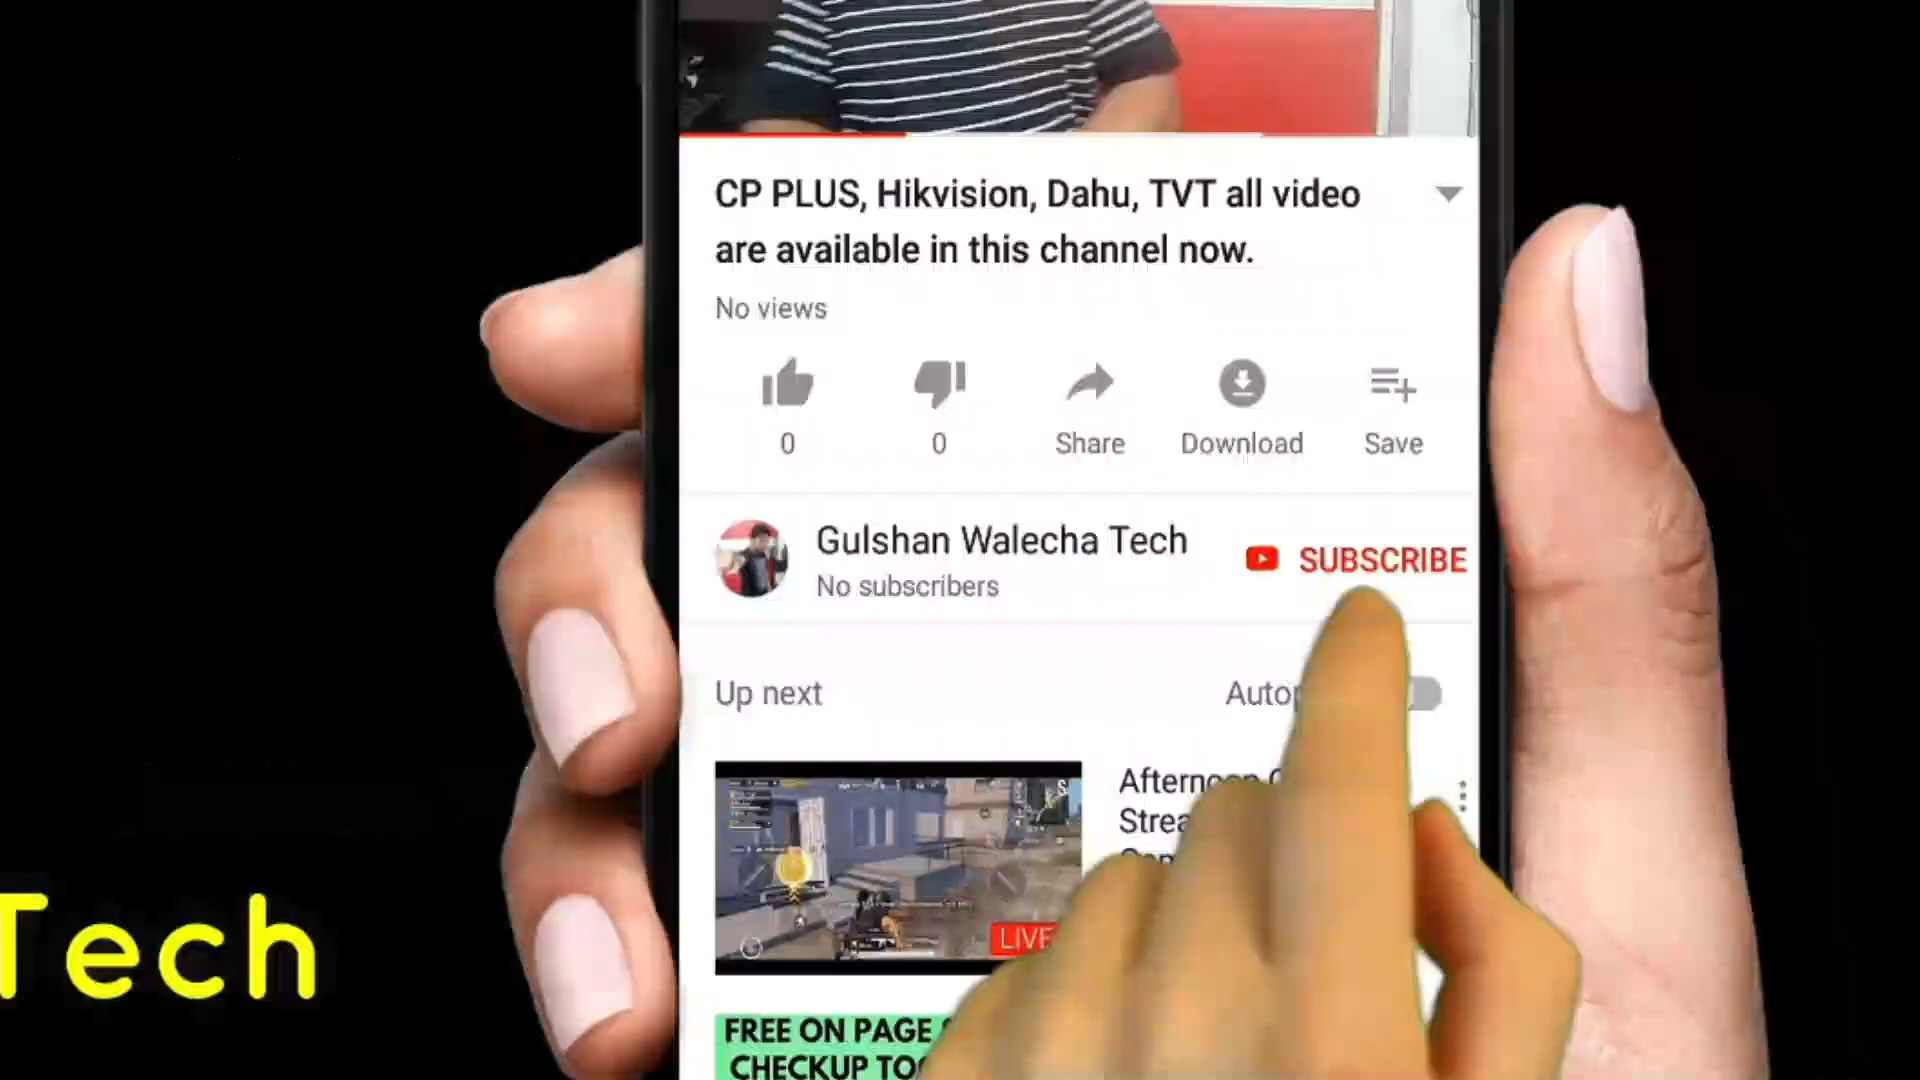 CP PLUS, Hikvision, Dahu, TVT all video
are available in this channel now.
No views
0
0
Share
Download
Save
Gulshan Walecha Tech
No subscribers
SUBSCRIBE
Up next
LIVE
FREE ON PAGE
CHECKUP
Tech